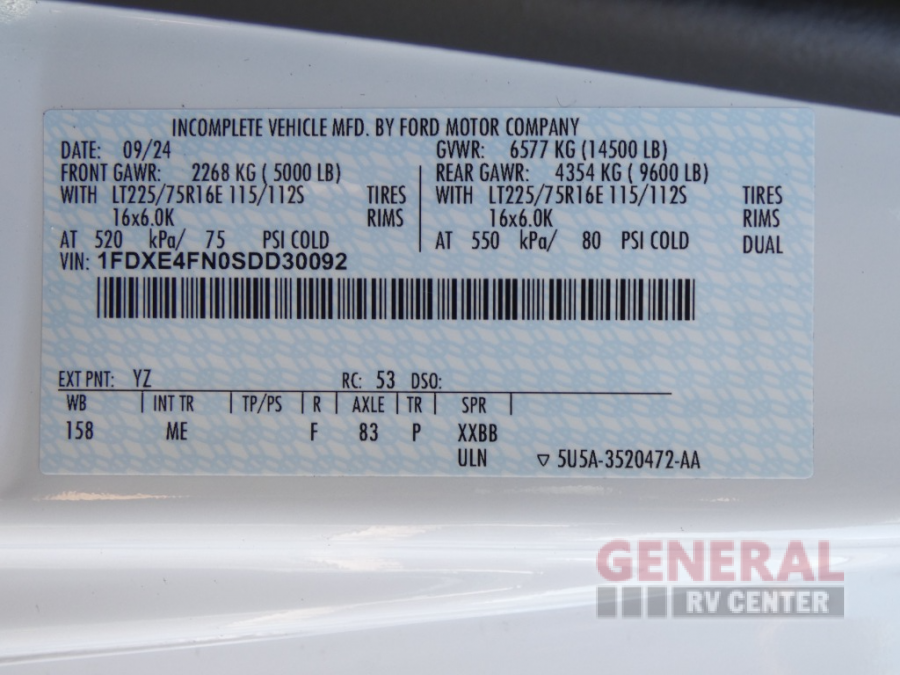 INCOMPLETE VEHICLE MFD. BY FORD MOTOR COMPANY
DATE: 09/24 GVWR: 6577 KG (14500 LB)
FRONT GAWR: 2268 KG ( 5000 LB) REAR GAWR: 4354 KG ( 9600 LB)
WITH LT225/75R16E 115/112S TIRES WITH LT225/75R16E 115/112S TIRES
16x6.0K RIMS 16x6.0K RIMS
AT 520 kPa/ 75 PSI COLD AT 550 kPa/ 80 PSI COLD DUAL
VIN: 1FDXE4FN0SDD30092
EXT PNT: YZ RC: 53 DSO:
WB INT TR TP/PS R AXLE TR SPR
158 ME F 83 P XXBB
ULN 5U5A-3520472-AA
GENERAL
RV CENTER